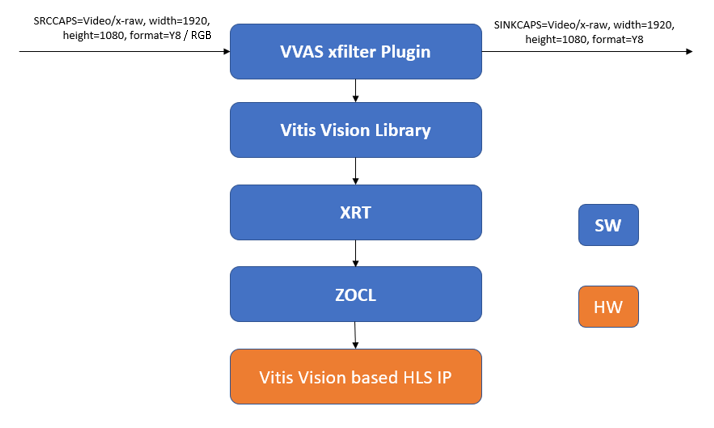 SRCCAPS=Video/x-raw, width=1920,
height=1080, format=Y8 / RGB
SINKCAPS=Video/x-raw, width=1920,
height=1080, format=Y8
VVAS xfilter Plugin
Vitis Vision Library
XRT
SW
ZOCL
HW
Vitis Vision based HLS IP